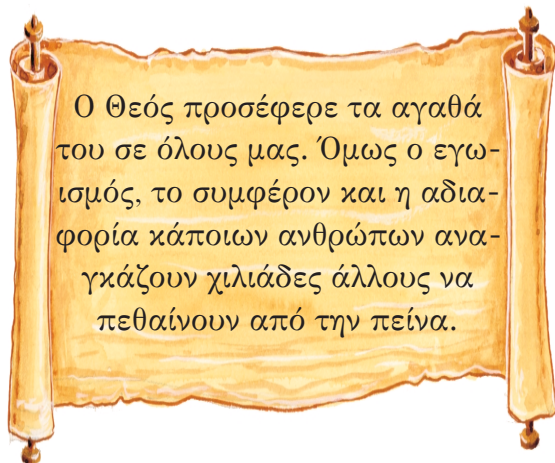 Ο Θεός προσέφερε τα αγαθά
του σε όλους μας. Όμως ο εγω-
ισμός, το συμφέρον και η αδια-
φορία κάποιων ανθρώπων ανα-
γκάζουν χιλιάδες άλλους να
πεθαίνουν από την πείνα.